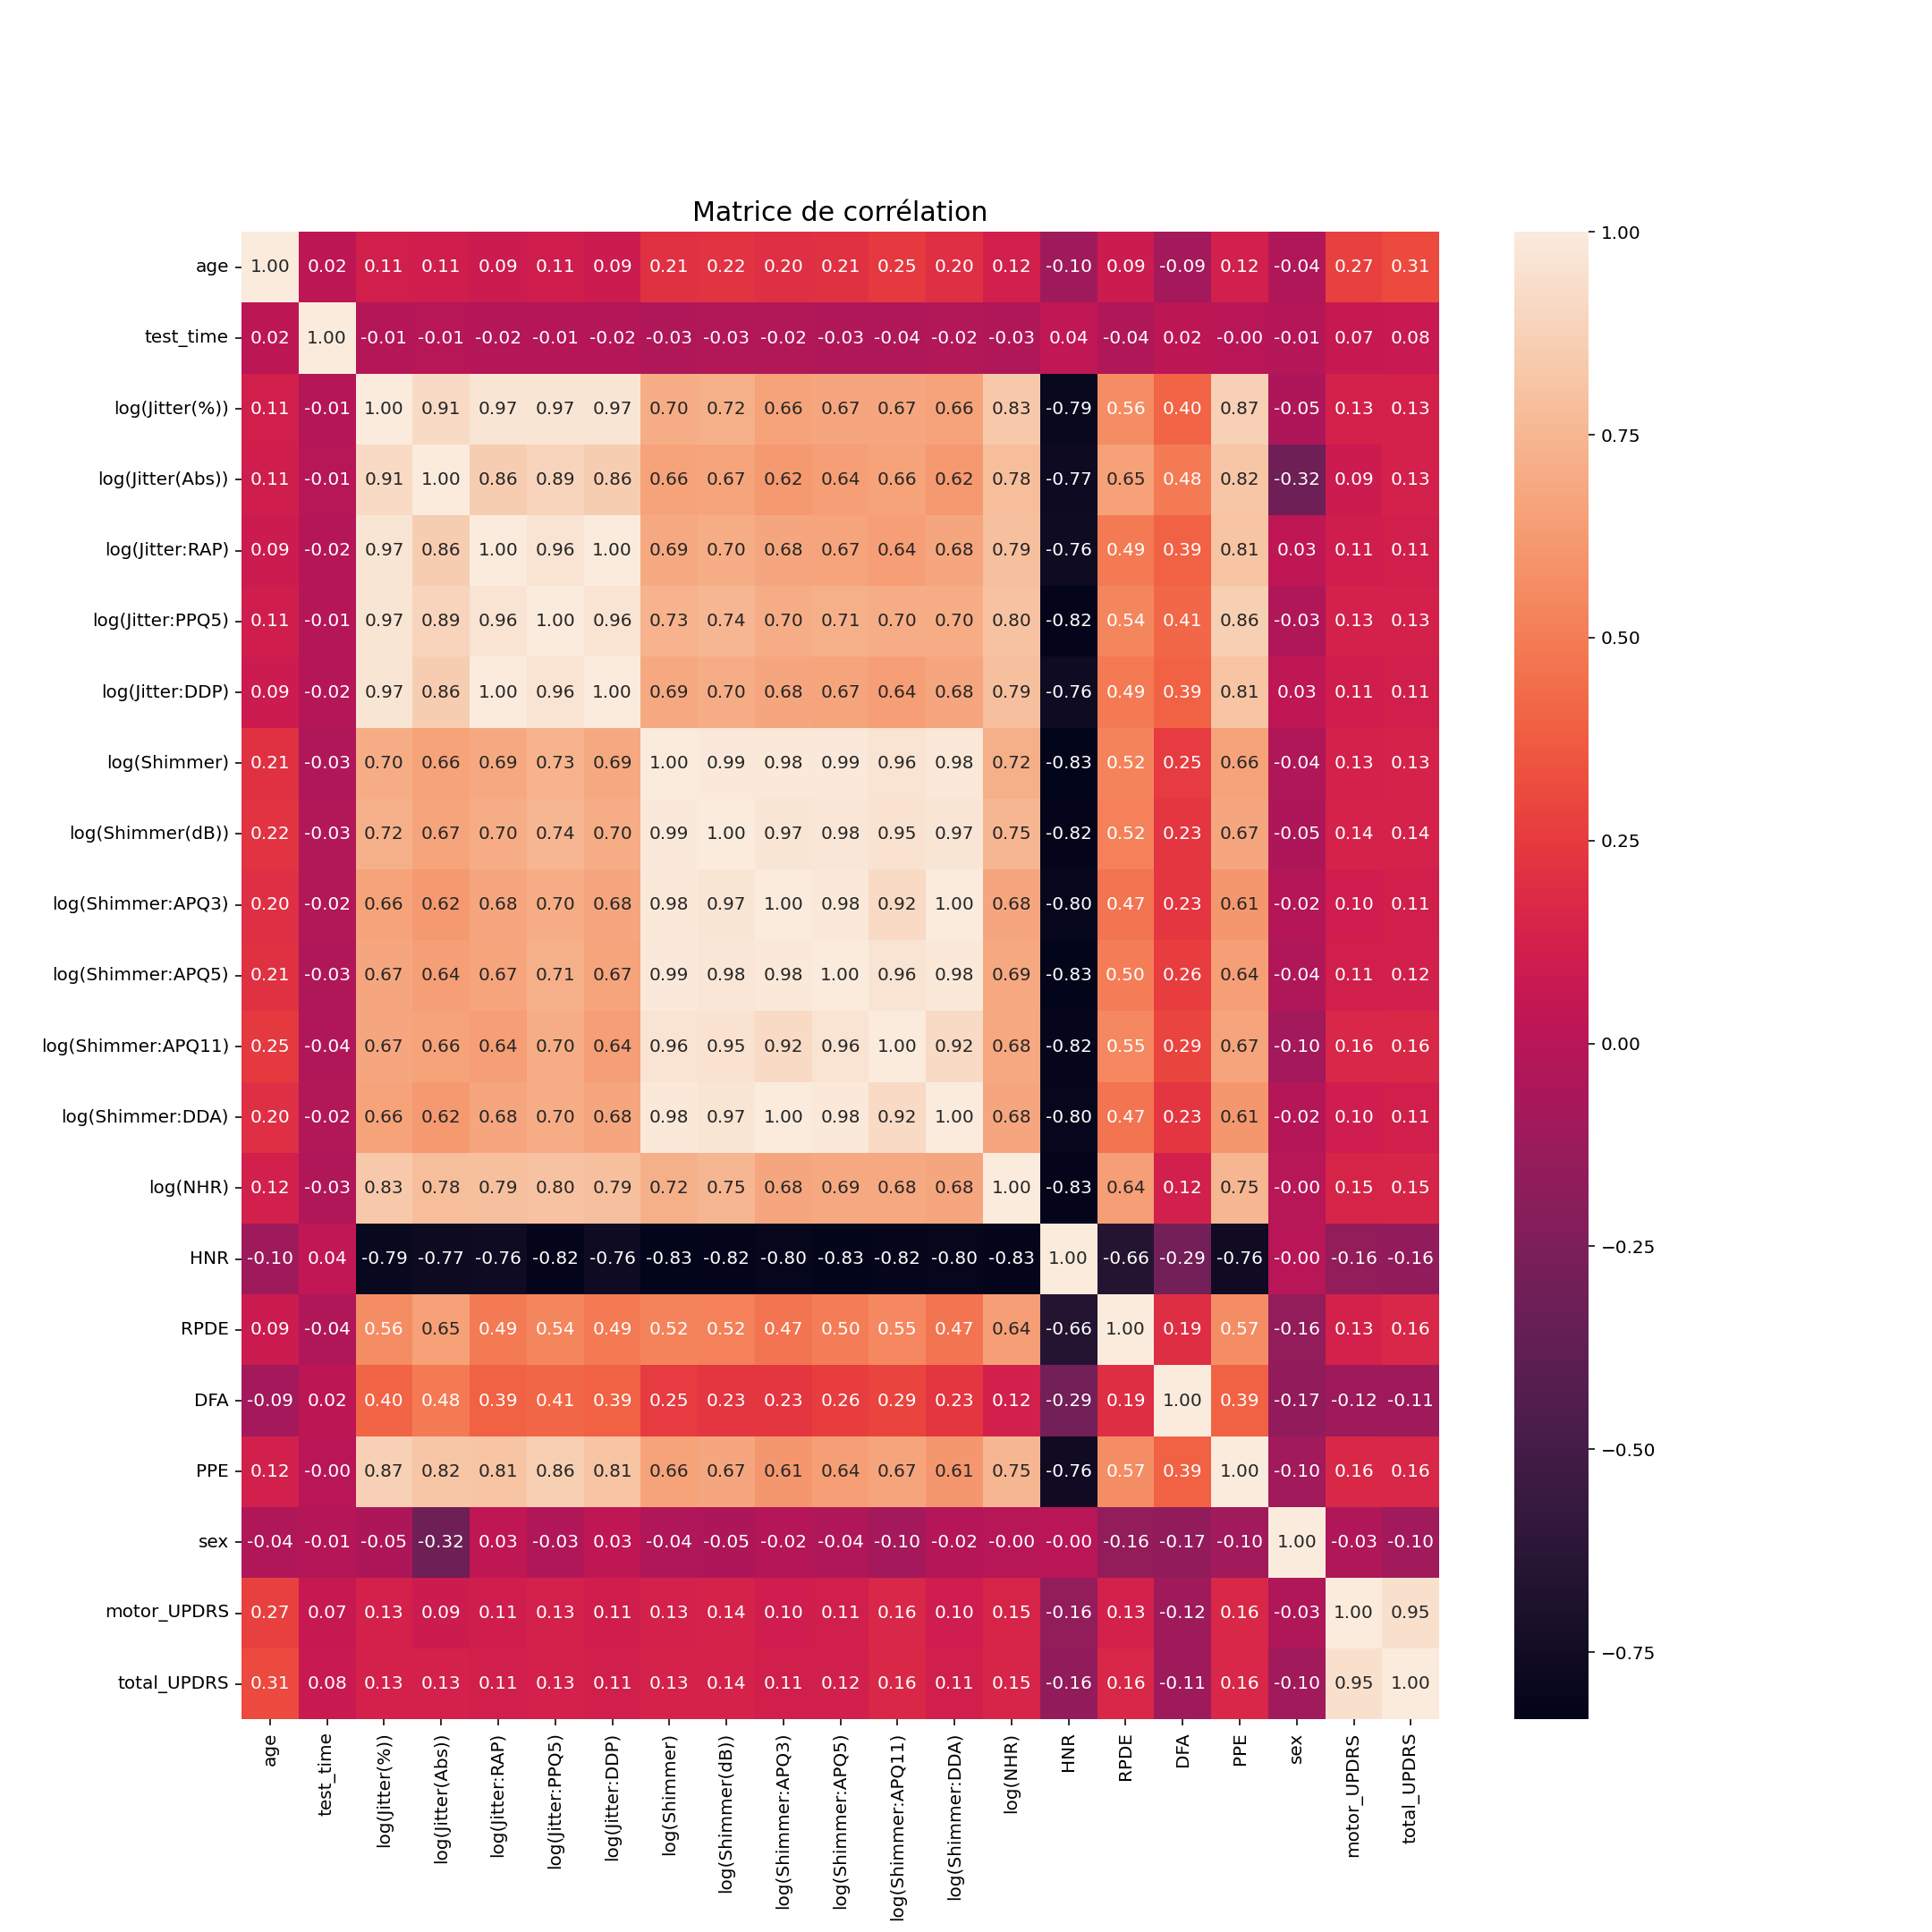 Matrice de corrélation
age 1.00 0.02 0.11 0.11 0.09 0.11 0.09 0.21 0.22 0.20 0.21 0.25 0.20 0.12 -0.10 0.09 -0.09 0.12 -0.04 0.27 0.31
test_time 0.02 1.00 -0.01 -0.01 -0.02 -0.01 -0.02 -0.03 -0.03 -0.02 -0.03 -0.04 -0.02 -0.03 0.04 -0.04 0.02 -0.00 -0.01 0.07 0.08
log(Jitter(%)) 0.11 -0.01 1.00 0.91 0.97 0.97 0.97 0.70 0.72 0.66 0.67 0.67 0.66 0.83 -0.79 0.56 0.40 0.87 -0.05 0.13 0.13
log(Jitter(Abs)) 0.11 -0.01 0.91 1.00 0.86 0.89 0.86 0.66 0.67 0.62 0.64 0.66 0.62 0.78 -0.77 0.65 0.48 0.82 -0.32 0.09 0.13
log(Jitter:RAP) 0.09 -0.02 0.97 0.86 1.00 0.96 1.00 0.69 0.70 0.68 0.67 0.64 0.68 0.79 -0.76 0.49 0.39 0.81 0.03 0.11 0.11
log(Jitter:PPQ5) 0.11 -0.01 0.97 0.89 0.96 1.00 0.96 0.73 0.74 0.70 0.71 0.70 0.70 0.80 -0.82 0.54 0.41 0.86 -0.03 0.13 0.13
log(Jitter:DDP) 0.09 -0.02 0.97 0.86 1.00 0.96 1.00 0.69 0.70 0.68 0.67 0.64 0.68 0.79 -0.76 0.49 0.39 0.81 0.03 0.11 0.11
log(Shimmer) 0.21 -0.03 0.70 0.66 0.69 0.73 0.69 1.00 0.99 0.98 0.99 0.96 0.98 0.72 -0.83 0.52 0.25 0.66 -0.04 0.13 0.13
log(Shimmer(dB)) 0.22 -0.03 0.72 0.67 0.70 0.74 0.70 0.99 1.00 0.97 0.98 0.95 0.97 0.75 -0.82 0.52 0.23 0.67 -0.05 0.14 0.14
log(Shimmer:APQ3) 0.20 -0.02 0.66 0.62 0.68 0.70 0.68 0.98 0.97 1.00 0.98 0.92 1.00 0.68 -0.80 0.47 0.23 0.61 -0.02 0.10 0.11
log(Shimmer:APQ5) 0.21 -0.03 0.67 0.64 0.67 0.71 0.67 0.99 0.98 0.98 1.00 0.96 0.98 0.69 -0.83 0.50 0.26 0.64 -0.04 0.11 0.12
log(Shimmer:APQ11) 0.25 -0.04 0.67 0.66 0.64 0.70 0.64 0.96 0.95 0.92 0.96 1.00 0.92 0.68 -0.82 0.55 0.29 0.67 -0.10 0.16 0.16
log(Shimmer:DDA) 0.20 -0.02 0.66 0.62 0.68 0.70 0.68 0.98 0.97 1.00 0.98 0.92 1.00 0.68 -0.80 0.47 0.23 0.61 -0.02 0.10 0.11
log(NHR) 0.12 -0.03 0.83 0.78 0.79 0.80 0.79 0.72 0.75 0.68 0.69 0.68 0.68 1.00 -0.83 0.64 0.12 0.75 -0.00 0.15 0.15
HNR -0.10 0.04 -0.79 -0.77 -0.76 -0.82 -0.76 -0.83 -0.82 -0.80 -0.83 -0.82 -0.80 -0.83 1.00 -0.66 -0.29 -0.76 -0.00 -0.16 -0.16
RPDE 0.09 -0.04 0.56 0.65 0.49 0.54 0.49 0.52 0.52 0.47 0.50 0.55 0.47 0.64 -0.66 1.00 0.19 0.57 -0.16 0.13 0.16
DFA -0.09 0.02 0.40 0.48 0.39 0.41 0.39 0.25 0.23 0.23 0.26 0.29 0.23 0.12 -0.29 0.19 1.00 0.39 -0.17 -0.12 -0.11
PPE 0.12 -0.00 0.87 0.82 0.81 0.86 0.81 0.66 0.67 0.61 0.64 0.67 0.61 0.75 -0.76 0.57 0.39 1.00 -0.10 0.16 0.16
sex -0.04 -0.01 -0.05 -0.32 0.03 -0.03 0.03 -0.04 -0.05 -0.02 -0.04 -0.10 -0.02 -0.00 -0.00 -0.16 -0.17 -0.10 1.00 -0.03 -0.10
motor_UPDRS 0.27 0.07 0.13 0.09 0.11 0.13 0.11 0.13 0.14 0.10 0.11 0.16 0.10 0.15 -0.16 0.13 -0.12 0.16 -0.03 1.00 0.95
total_UPDRS 0.31 0.08 0.13 0.13 0.11 0.13 0.11 0.13 0.14 0.11 0.12 0.16 0.11 0.15 -0.16 0.16 -0.11 0.16 -0.10 0.95 1.00
age
test_time
log(Jitter(%))
log(Jitter(Abs))
log(Jitter:RAP)
log(Jitter:PPQ5)
log(Jitter:DDP)
log(Shimmer)
log(Shimmer(dB))
log(Shimmer:APQ3)
log(Shimmer:APQ5)
log(Shimmer:APQ11)
log(Shimmer:DDA)
log(NHR)
HNR
RPDE
DFA
PPE
sex
motor_UPDRS
total_UPDRS
1.00
0.75
0.50
0.25
0.00
−0.25
−0.50
−0.75